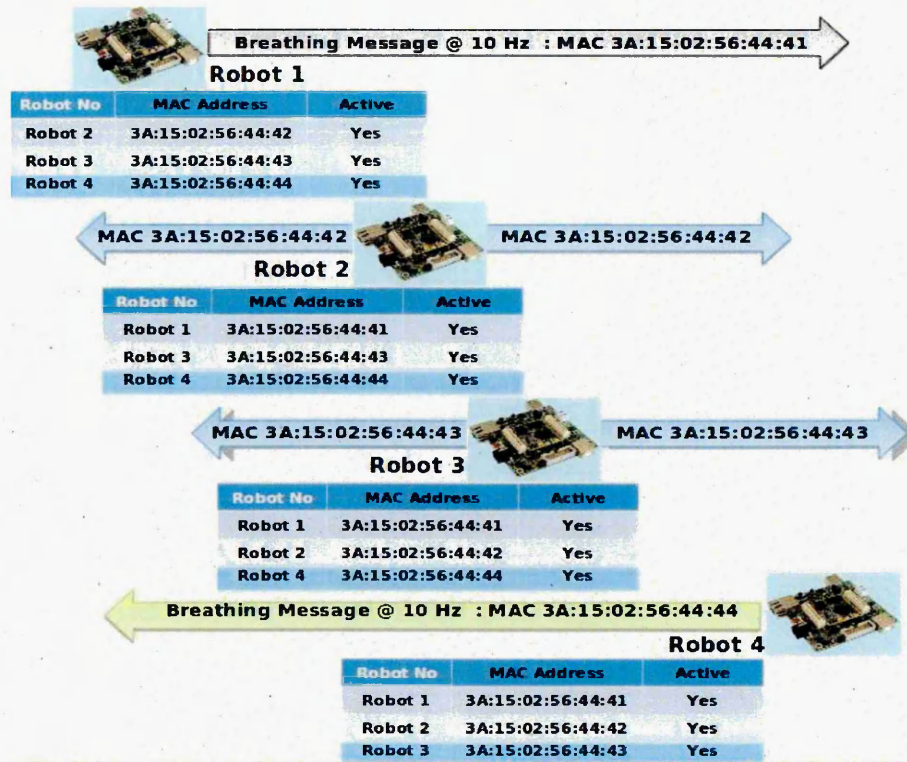 Breathing Message @ 10 Hz : MAC 3A:15:02:56:44:41
Robot 1
Robot No MAC Address Active
Robot 2 3A:15:02:56:44:42 Yes
Robot 3 3A:15:02:56:44:43 Yes
Robot 4 3A:15:02:56:44:44 Yes
MAC 3A:15:02:56:44:42 MAC 3A:15:02:56:44:42
Robot 2
Robot No MAC Address Active
Robot 1 3A:15:02:56:44:41 Yes
Robot 3 3A:15:02:56:44:43 Yes
Robot 4 3A:15:02:56:44:44 Yes
MAC 3A:15:02:56:44:43 MAC 3A:15:02:56:44:43
Robot 3
Robot No MAC Address Active
Robot 1 3A:15:02:56:44:41 Yes
Robot 2 3A:15:02:56:44:42 Yes
Robot 4 3A:15:02:56:44:44 Yes
Breathing Message @ 10 Hz : MAC 3A:15:02:56:44:44
Robot 4
Robot No MAC Address Active
Robot 1 3A:15:02:56:44:41 Yes
Robot 2 3A:15:02:56:44:42 Yes
Robot 3 3A:15:02:56:44:43 Yes